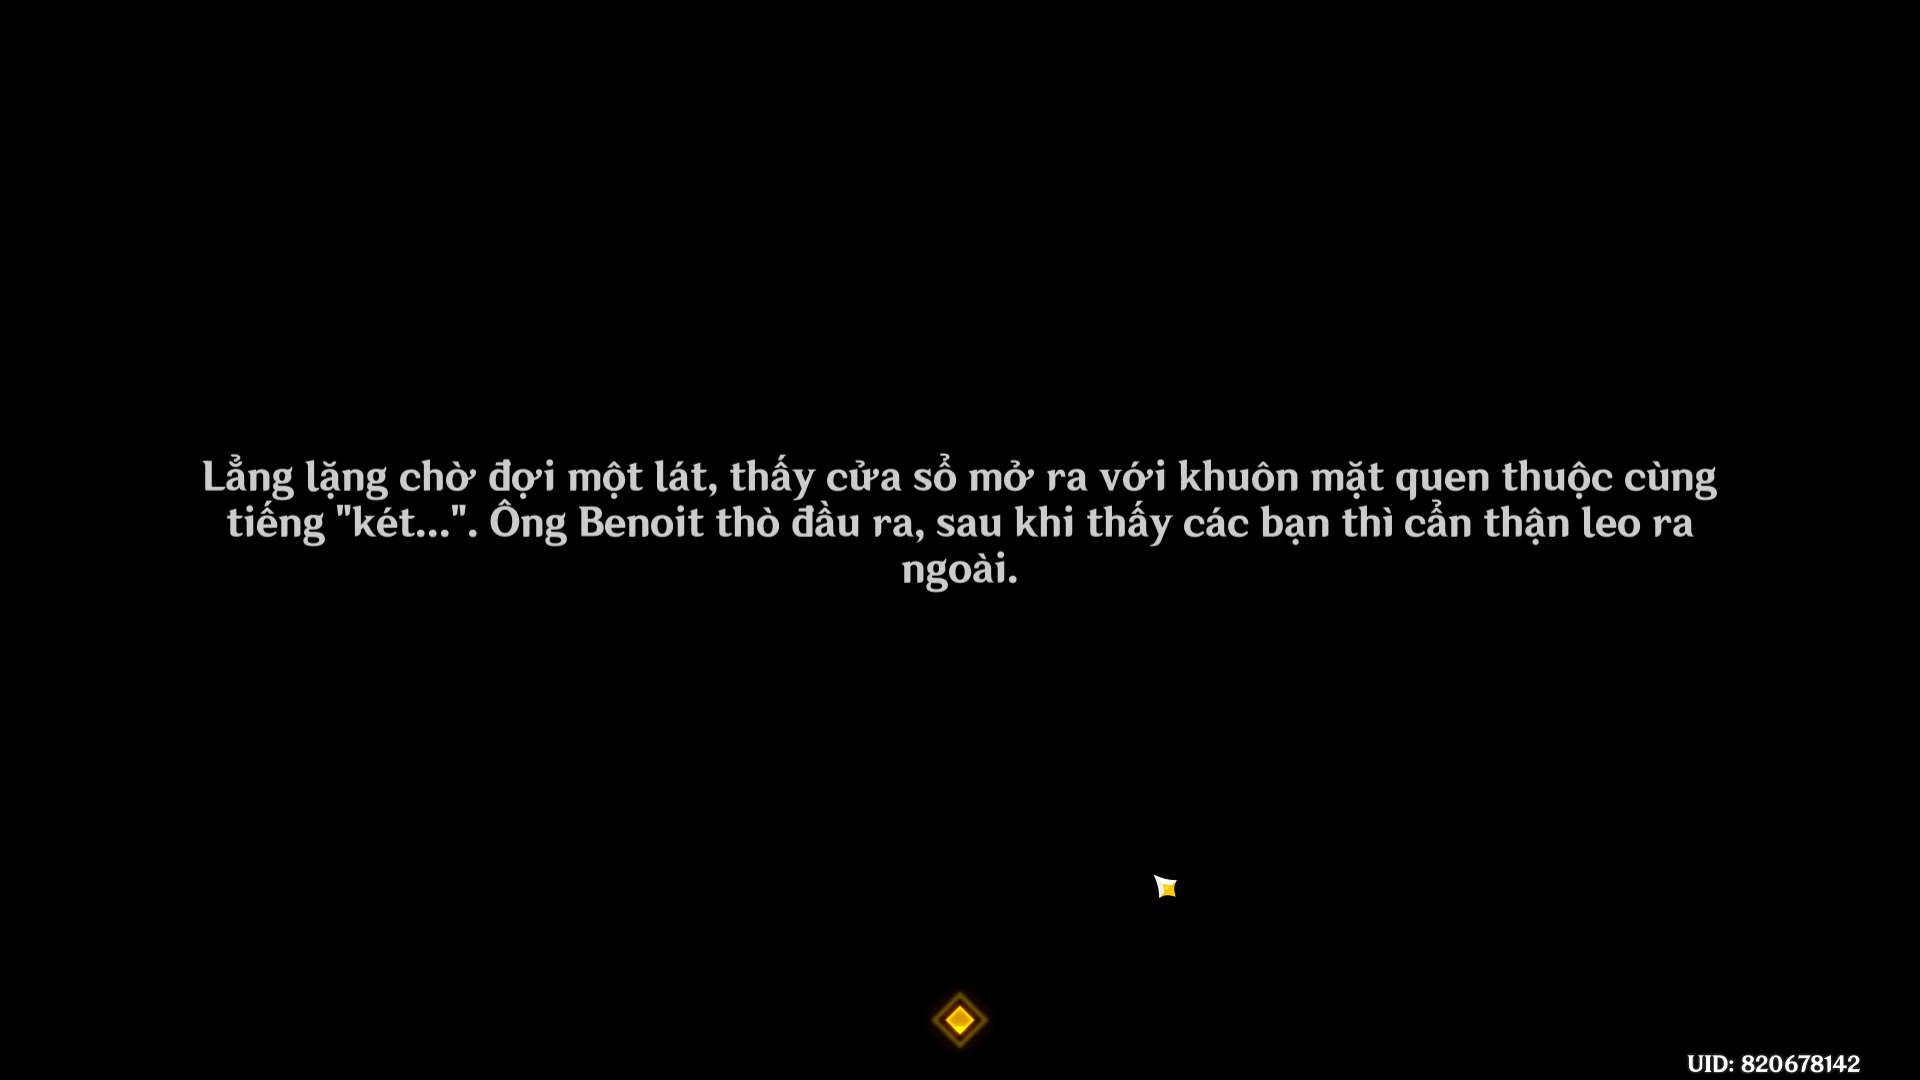 Lẳng lặng chờ đợi một lát, thấy cửa sổ mở ra với khuôn mặt quen thuộc cùng
tiếng "két...". Ông Benoit thò đầu ra, sau khi thấy các bạn thì cẩn thận leo ra
ngoài.
UID: 820678142